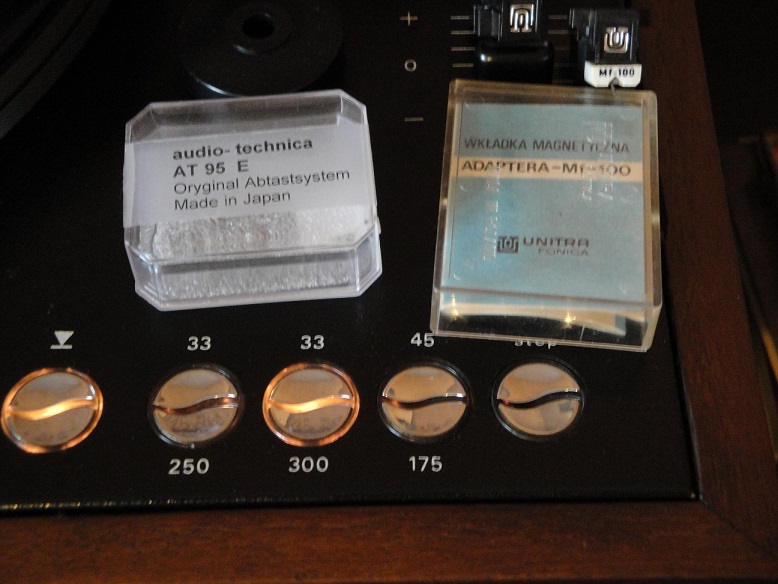 +
o
Mf-100
–
audio-technica
AT 95 E
Oryginal Abtastsystem
Made in Japan
WKŁADKA MAGNETYCZNA
ADAPTERA-Mf-100
UNITRA
FONICA
33
33
45
stop
250
300
175